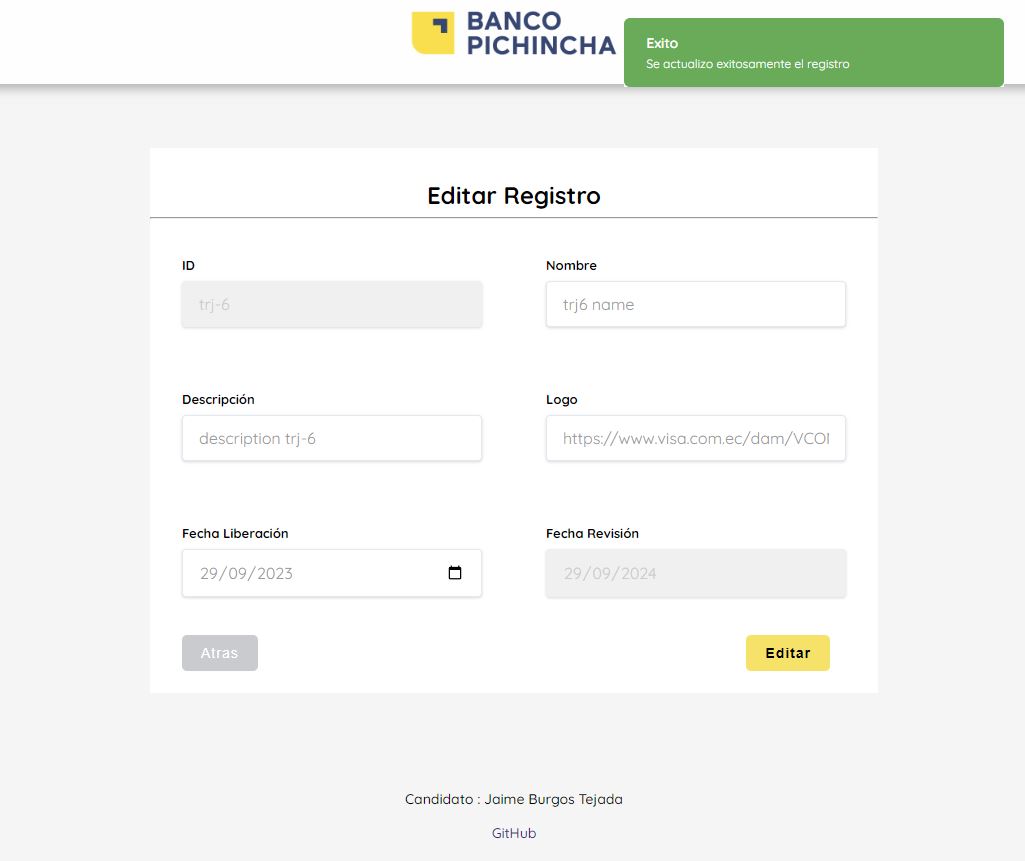 BANCO
PICHINCHA
Exito
Se actualizo exitosamente el registro
Editar Registro
ID
Nombre
trj-6
trj6 name
Descripción
Logo
description trj-6
https://www.visa.com.ec/dam/VCO
Fecha Liberación
Fecha Revisión
29/09/2023
29/09/2024
Atras
Editar
Candidato : Jaime Burgos Tejada
GitHub